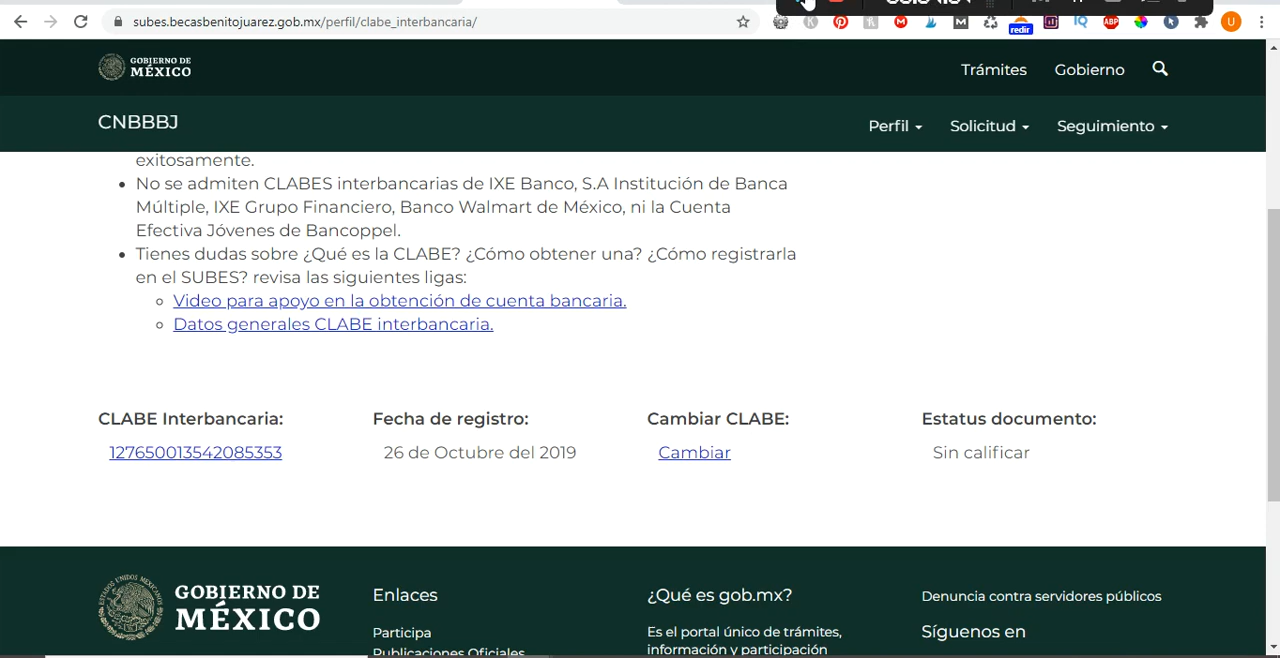 subes.becasbenitojuarez.gob.mx/perfil/clabe_interbancaria/
redir
ABP
U
GOBIERNO DE
MÉXICO
Trámites
Gobierno
CNBBBJ
Perfil
Solicitud
Seguimiento
exitosamente.
No se admiten CLABES interbancarias de IXE Banco, S.A Institución de Banca
Múltiple, IXE Grupo Financiero, Banco Walmart de México, ni la Cuenta
Efectiva Jóvenes de Bancoppel.
Tienes dudas sobre ¿Qué es la CLABE? ¿Cómo obtener una? ¿Cómo registrarla
en el SUBES? revisa las siguientes ligas:
Video para apoyo en la obtención de cuenta bancaria.
Datos generales CLABE interbancaria.
CLABE Interbancaria:
Fecha de registro:
Cambiar CLABE:
Estatus documento:
127650013542085353
26 de Octubre del 2019
Cambiar
Sin calificar
GOBIERNO DE
MÉXICO
Enlaces
Participa
Publicaciones Oficiales
¿Qué es gob.mx?
Es el portal único de trámites,
información y participación
Denuncia contra servidores públicos
Síguenos en